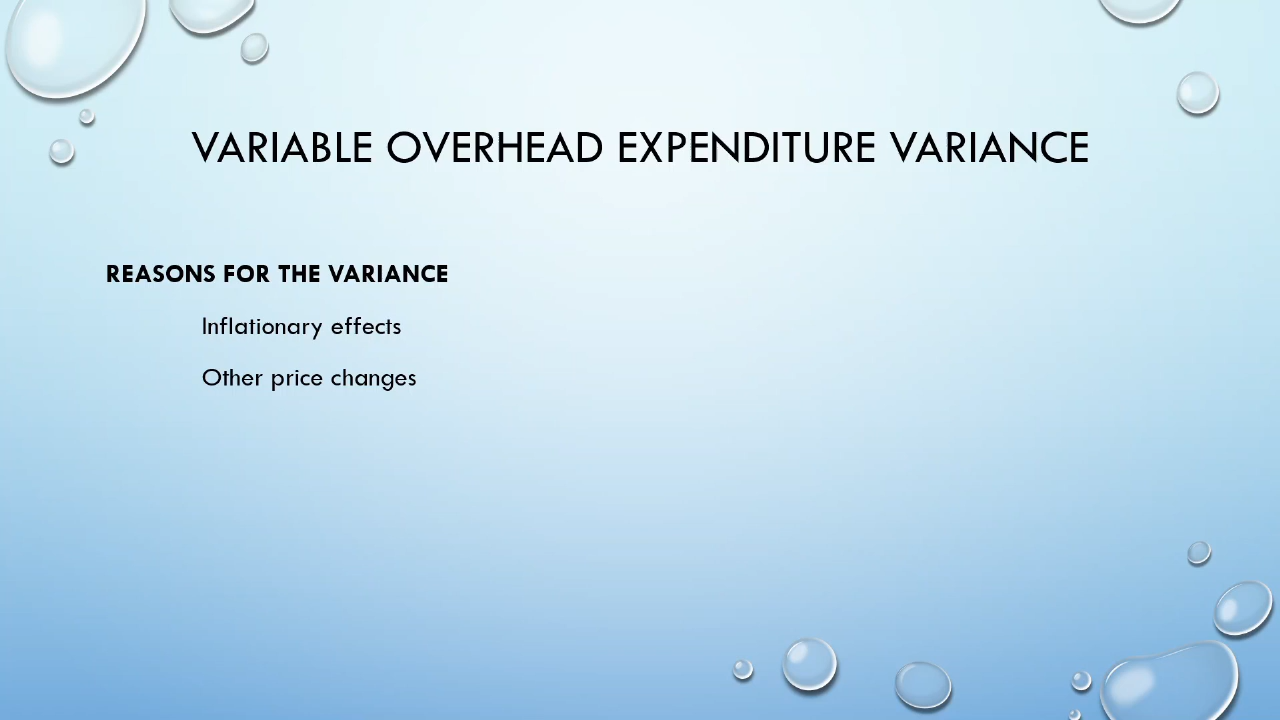 VARIABLE OVERHEAD EXPENDITURE VARIANCE
REASONS FOR THE VARIANCE
Inflationary effects
Other price changes